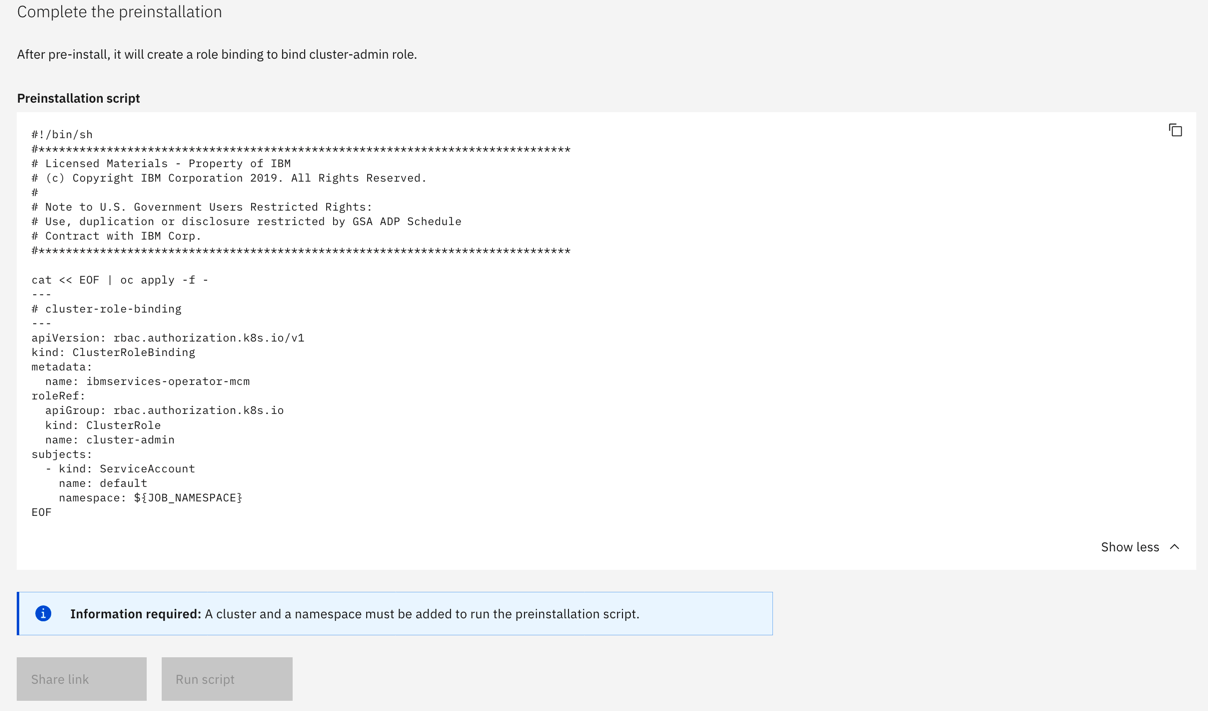 Complete the preinstallation
After pre-install, it will create a role binding to bind cluster-admin role.
Preinstallation script
#!/bin/sh
#******************************************************************************
# Licensed Materials - Property of IBM
# (c) Copyright IBM Corporation 2019. All Rights Reserved.
#
# Note to U.S. Government Users Restricted Rights:
# Use, duplication or disclosure restricted by GSA ADP Schedule
# Contract with IBM Corp.
#******************************************************************************
cat << EOF | oc apply -f -
---
# cluster-role-binding
---
apiVersion: rbac.authorization.k8s.io/v1
kind: ClusterRoleBinding
metadata:
  name: ibmservices-operator-mcm
roleRef:
  apiGroup: rbac.authorization.k8s.io
  kind: ClusterRole
  name: cluster-admin
subjects:
  - kind: ServiceAccount
    name: default
    namespace: ${JOB_NAMESPACE}
EOF
Show less
Information required: A cluster and a namespace must be added to run the preinstallation script.
Share link
Run script